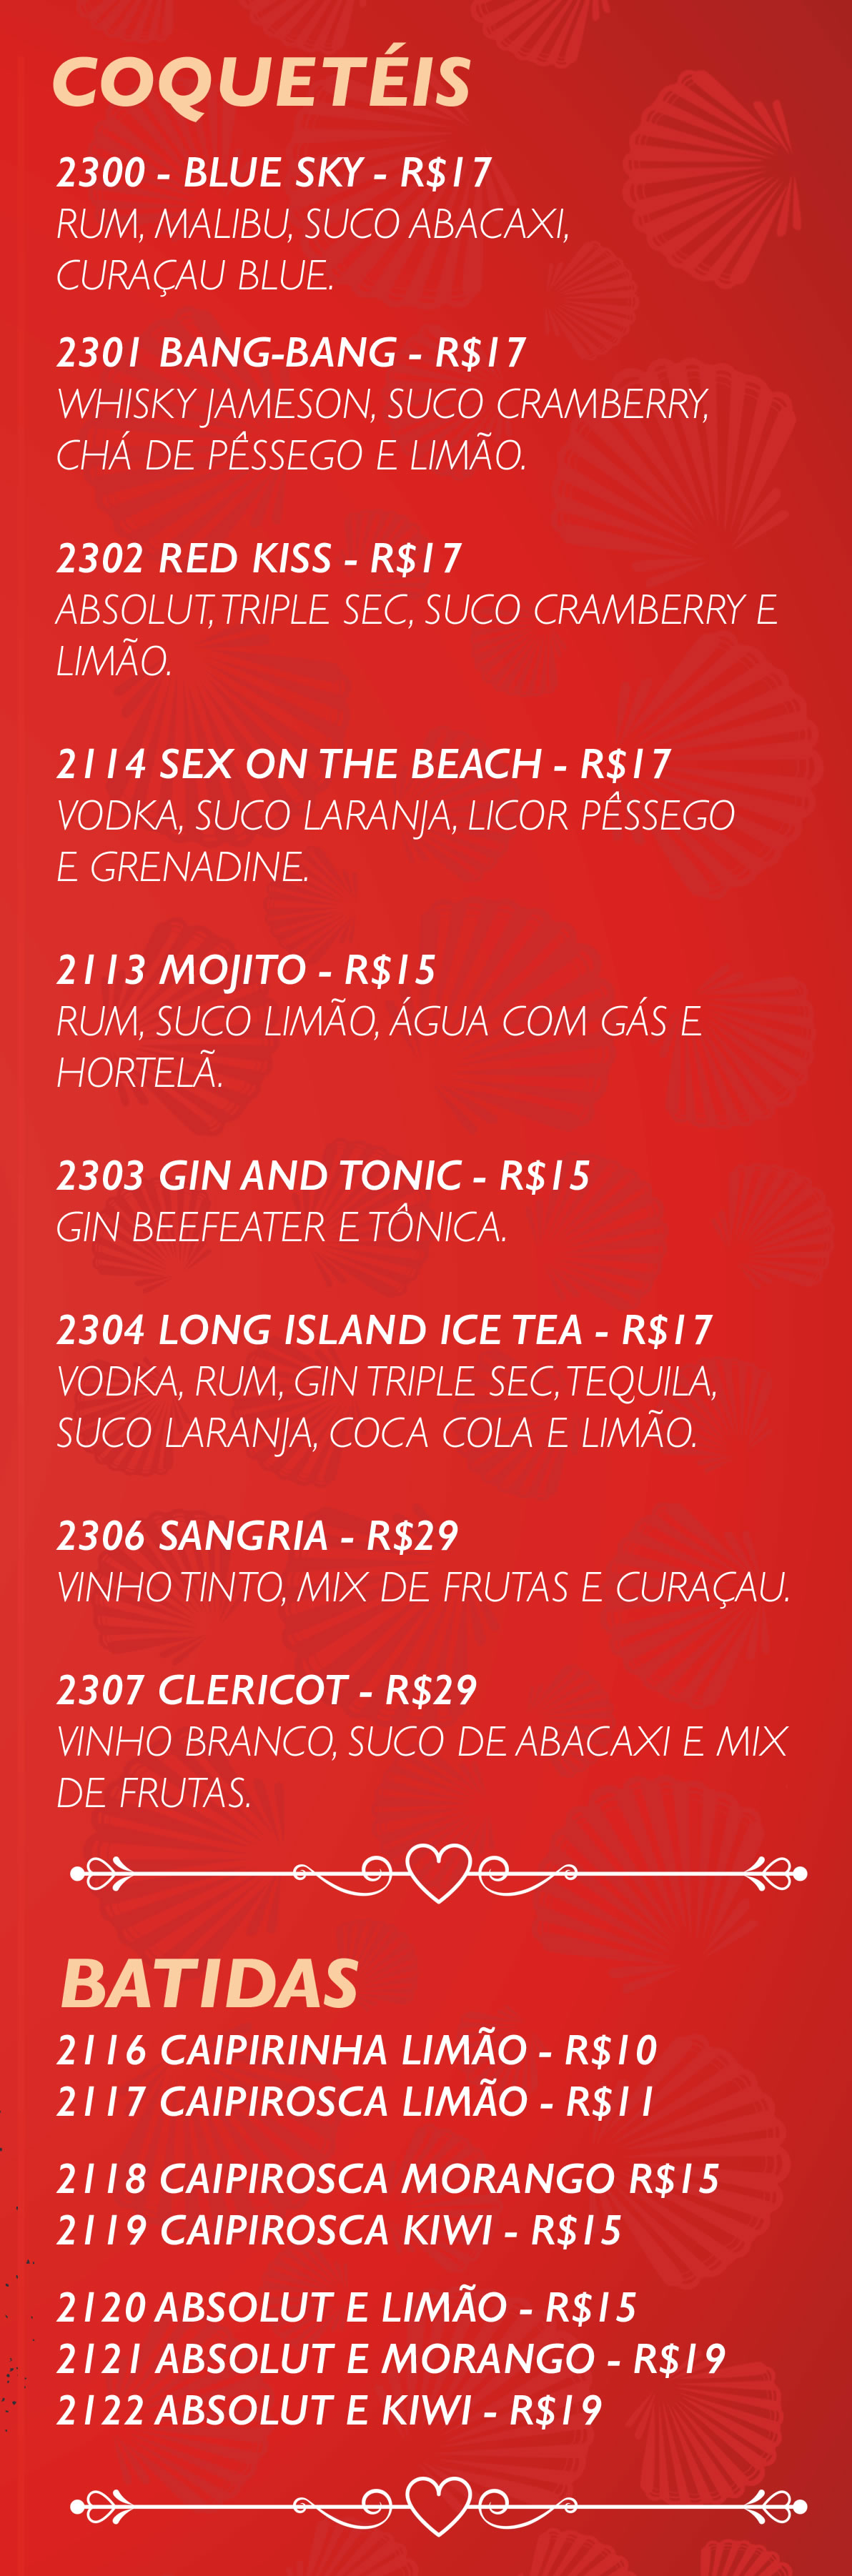 COQUETÉIS
2300 - BLUE SKY - R$17
RUM, MALIBU, SUCO ABACAXI,
CURAÇAU BLUE.
2301 BANG-BANG - R$17
WHISKY JAMESON, SUCO CRAMBERRY,
CHÁ DE PÊSSEGO E LIMÃO.
2302 RED KISS - R$17
ABSOLUT, TRIPLE SEC, SUCO CRAMBERRY E
LIMÃO.
2114 SEX ON THE BEACH - R$17
VODKA, SUCO LARANJA, LICOR PÊSSEGO
E GRENADINE.
2113 MOJITO - R$15
RUM, SUCO LIMÃO, ÁGUA COM GÁS E
HORTELÃ.
2303 GIN AND TONIC - R$15
GIN BEEFEATER E TÔNICA.
2304 LONG ISLAND ICE TEA - R$17
VODKA, RUM, GIN TRIPLE SEC, TEQUILA,
SUCO LARANJA, COCA COLA E LIMÃO.
2306 SANGRIA - R$29
VINHO TINTO, MIX DE FRUTAS E CURAÇAU.
2307 CLERICOT - R$29
VINHO BRANCO, SUCO DE ABACAXI E MIX
DE FRUTAS.
BATIDAS
2116 CAIPIRINHA LIMÃO - R$10
2117 CAIPIROSCA LIMÃO - R$11
2118 CAIPIROSCA MORANGO R$15
2119 CAIPIROSCA KIWI - R$15
2120 ABSOLUT E LIMÃO - R$15
2121 ABSOLUT E MORANGO - R$19
2122 ABSOLUT E KIWI - R$19